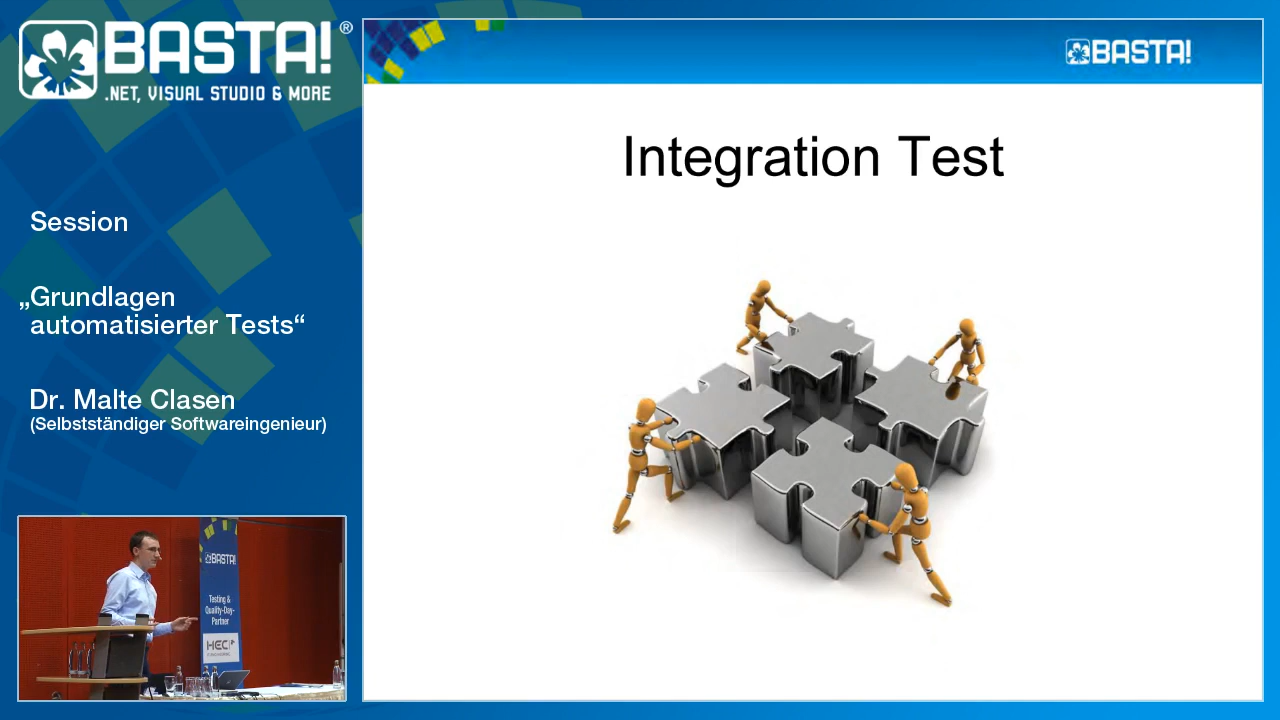 BASTA!®
.NET, VISUAL STUDIO & MORE
Session
„Grundlagen
automatisierter Tests“
Dr. Malte Clasen
(Selbstständiger Softwareingenieur)
BASTA!
Integration Test
BASTA!
Testing &
Quality-Day-
Partner
HEC